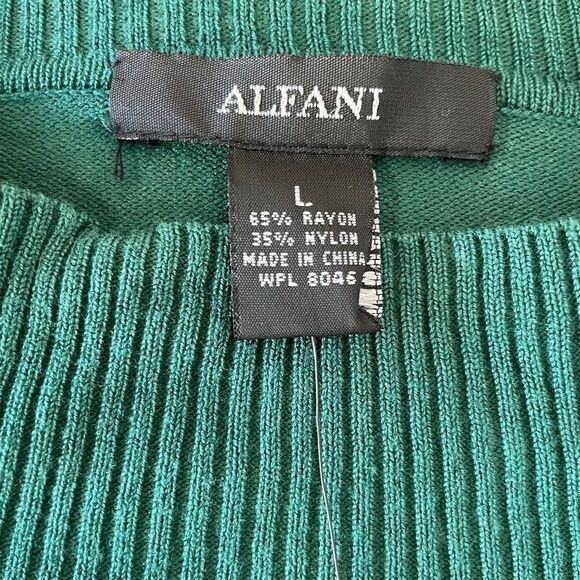 ALFANI
L
65% RAYON
35% NYLON
MADE IN CHINA
WPL 8046